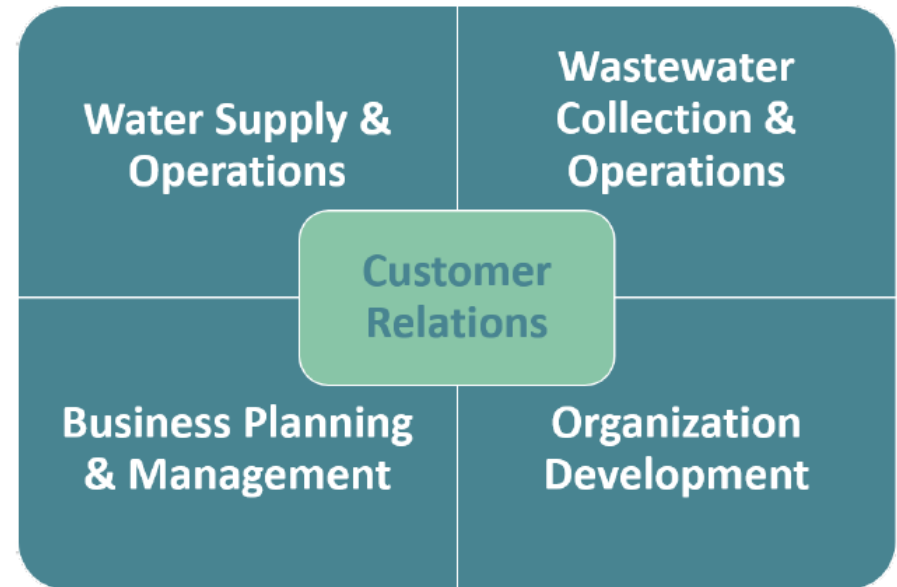 Water Supply &
Operations
Wastewater
Collection &
Operations
Customer
Relations
Business Planning
& Management
Organization
Development